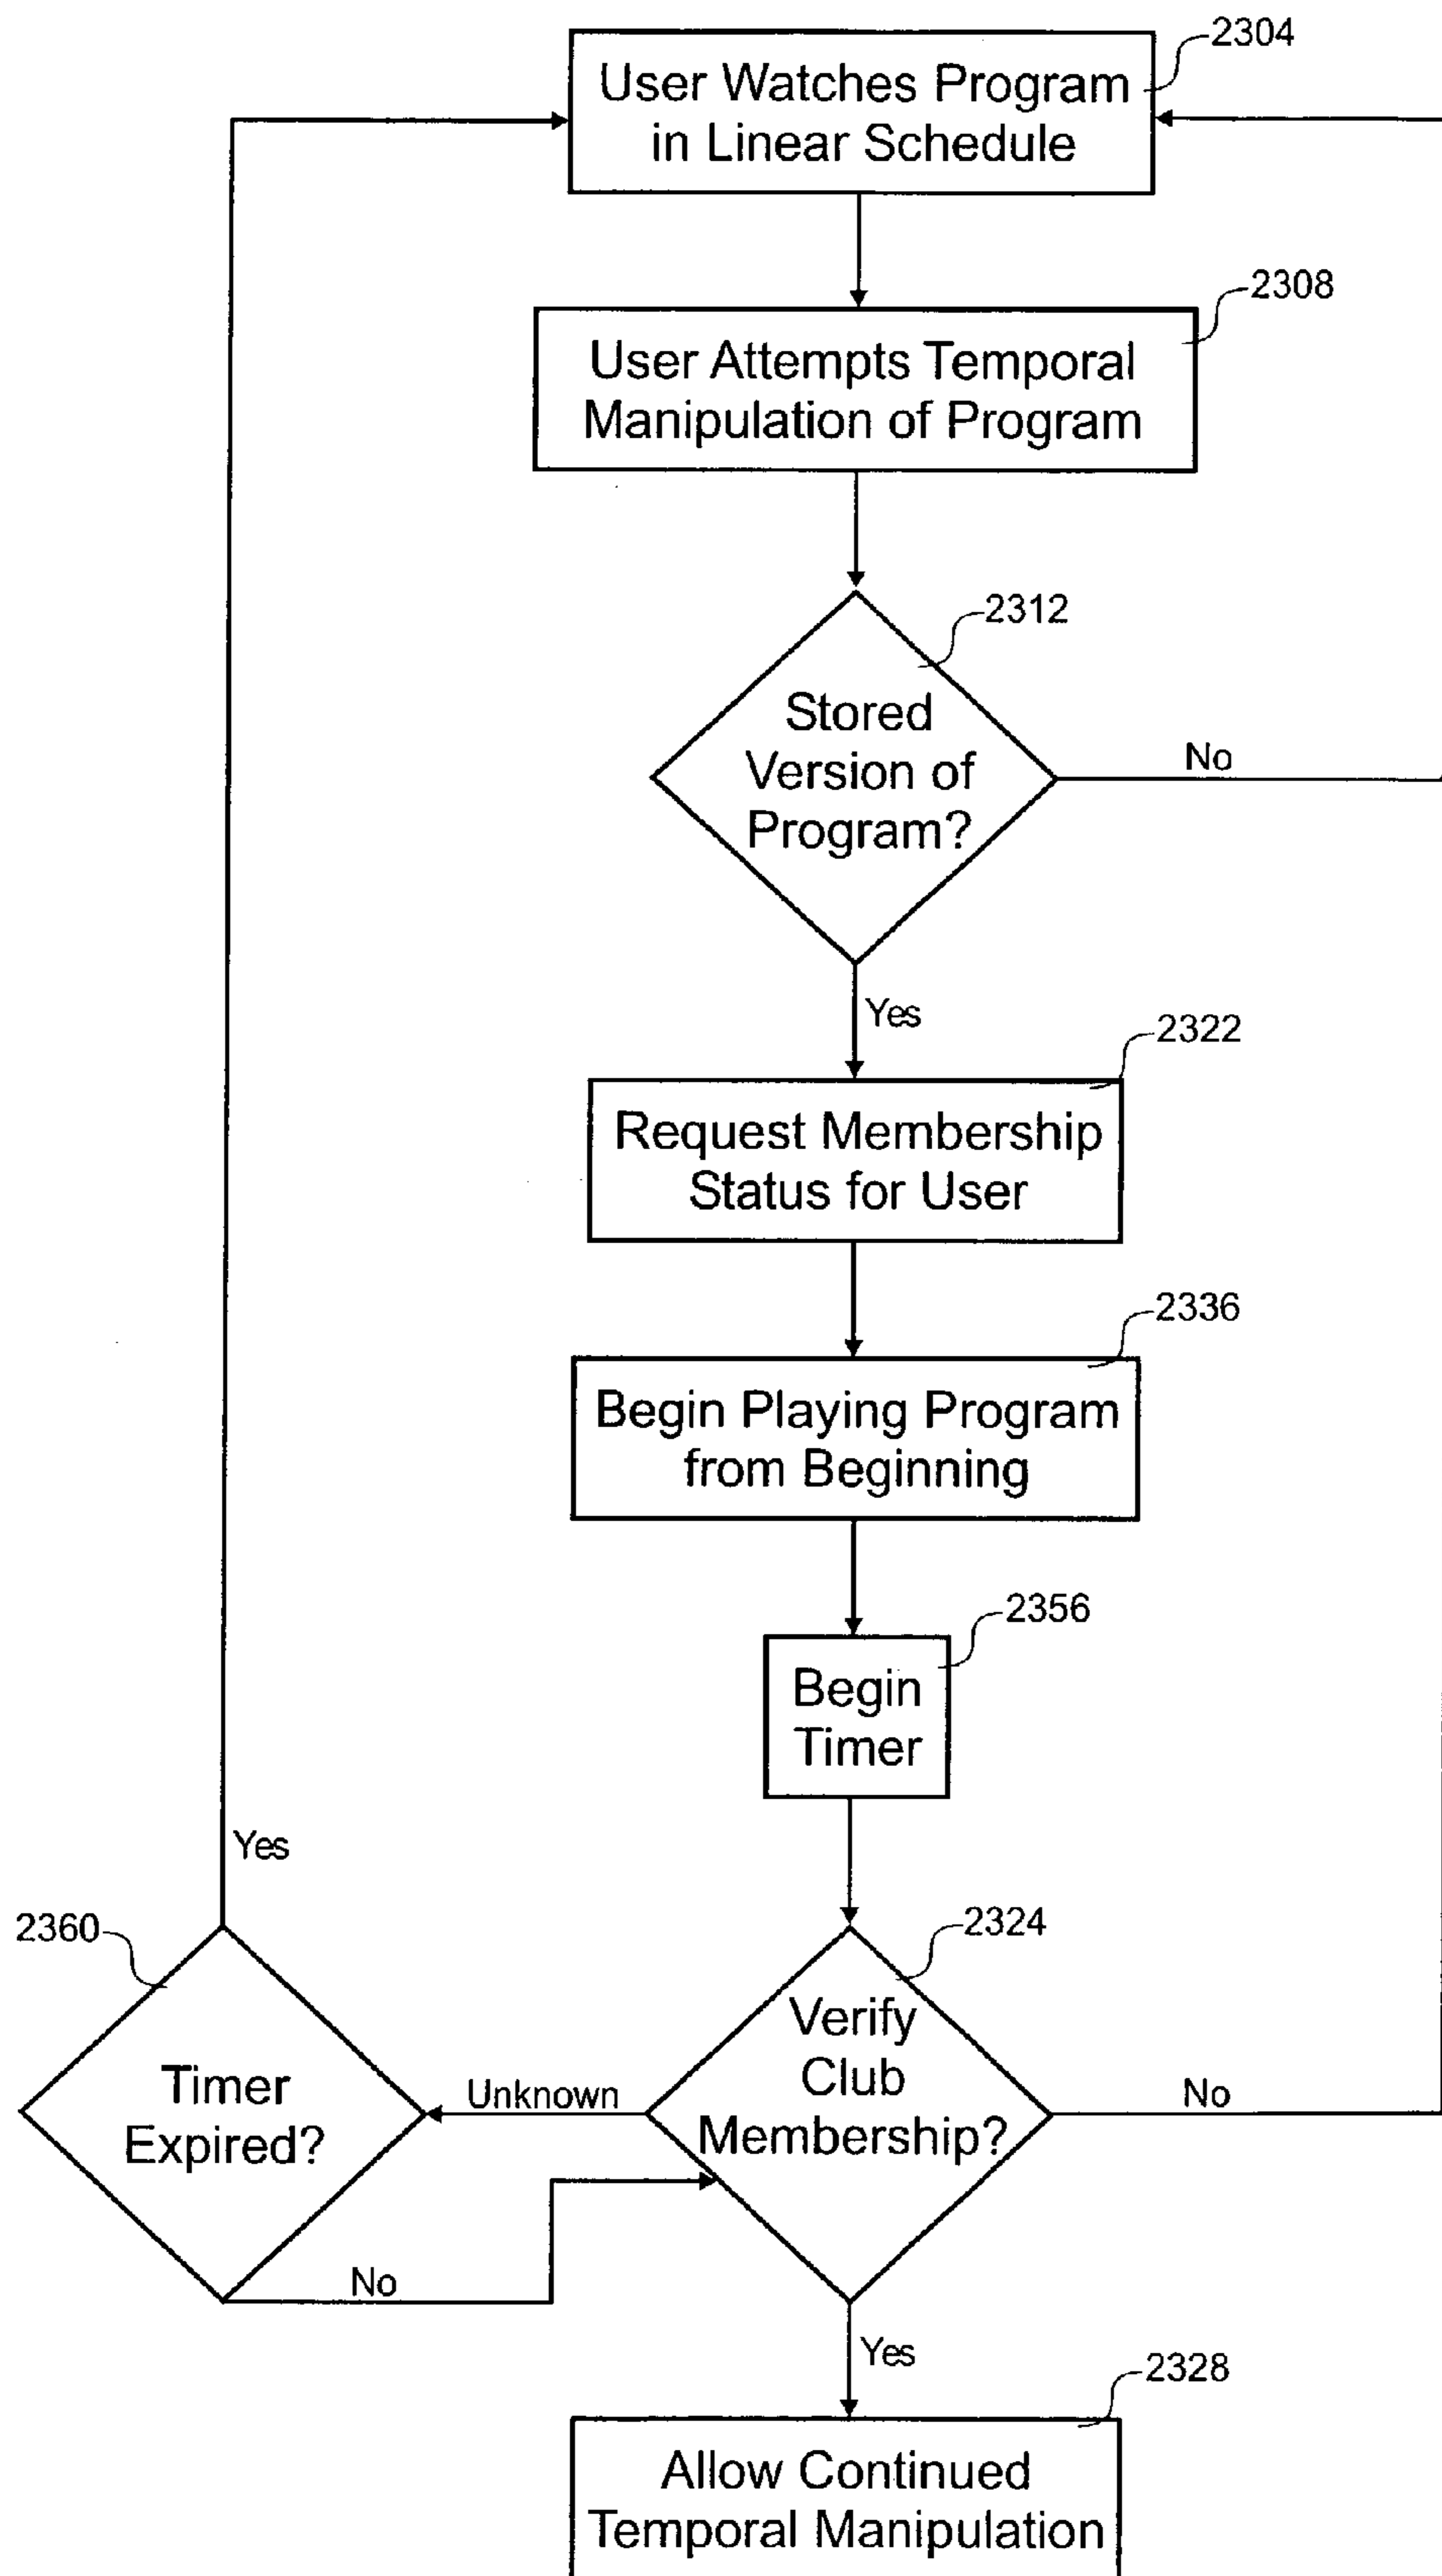 2304
User Watches Program
in Linear Schedule
2308
User Attempts Temporal
Manipulation of Program
2312
Stored
Version of
Program?
No
Yes
2322
Request Membership
Status for User
2336
Begin Playing Program
from Beginning
2356
Begin
Timer
Yes
2360
Timer
Expired?
Unknown
2324
Verify
Club
Membership?
No
No
Yes
2328
Allow Continued
Temporal Manipulation